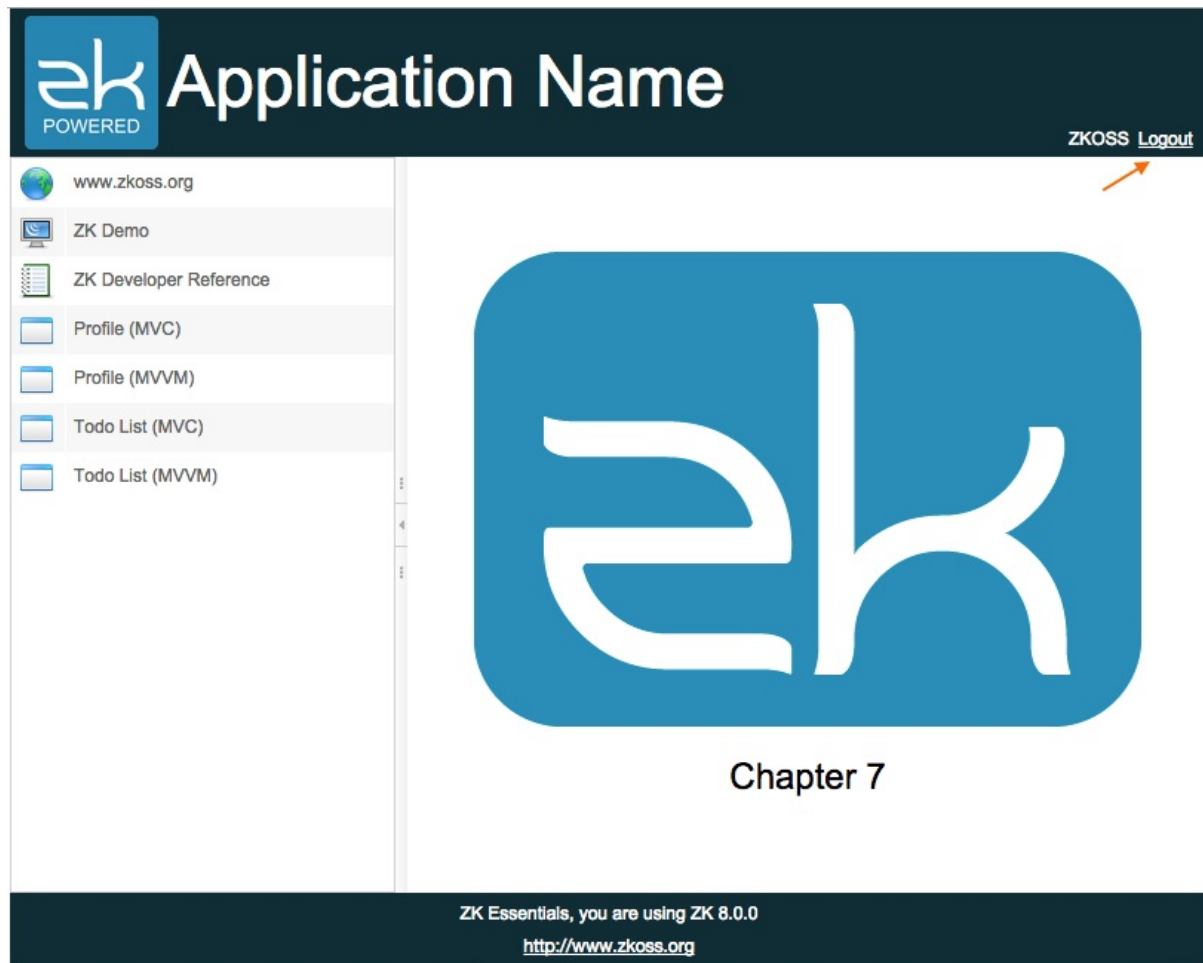 zk
POWERED
Application Name
ZKOSS Logout
www.zkoss.org
ZK Demo
ZK Developer Reference
Profile (MVC)
Profile (MVVM)
Todo List (MVC)
Todo List (MVVM)
zk
Chapter 7
ZK Essentials, you are using ZK 8.0.0
http://www.zkoss.org